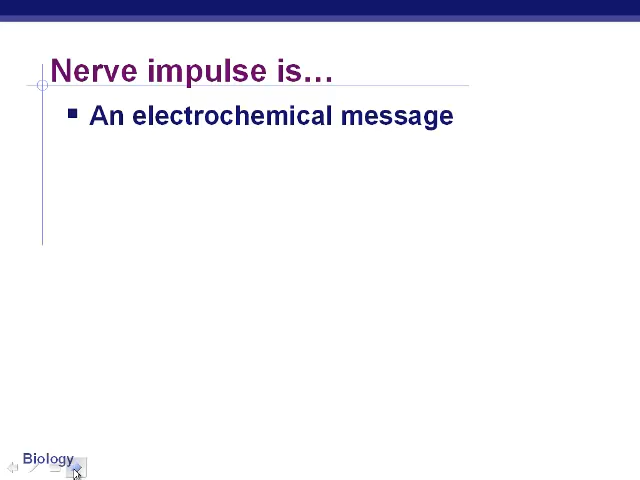 Nerve impulse is…
An electrochemical message
Biology